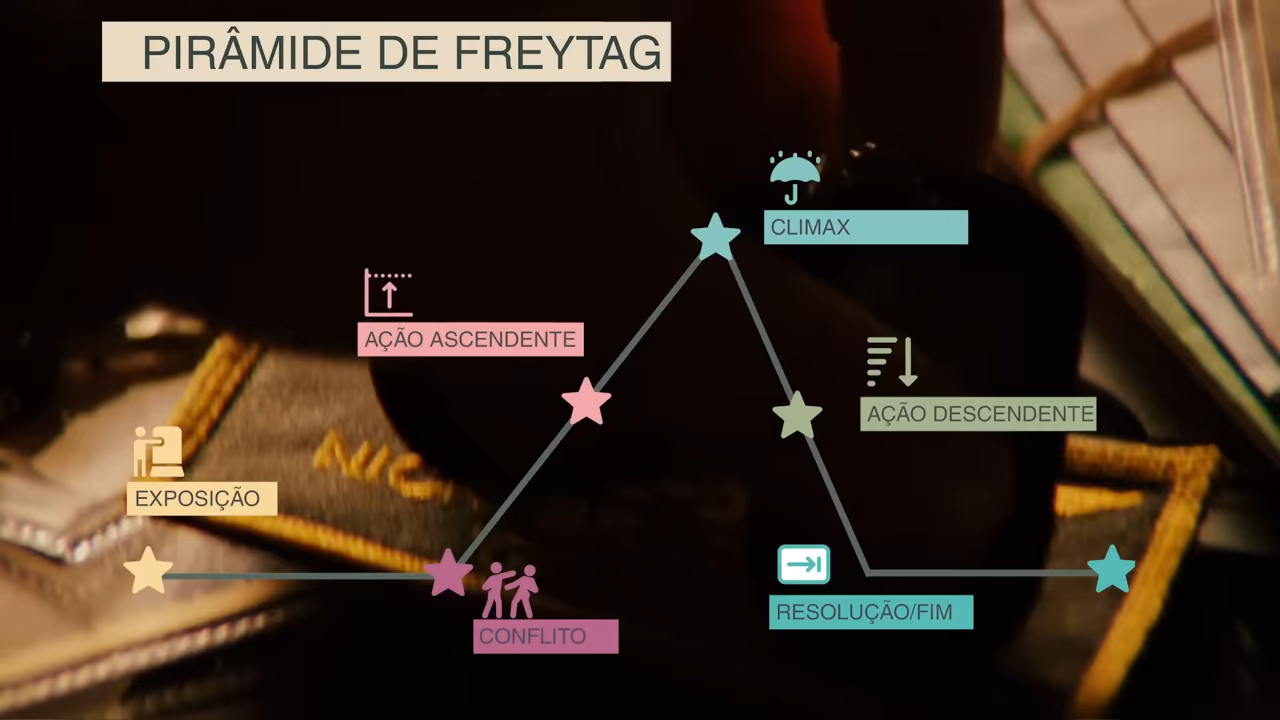 PIRÂMIDE DE FREYTAG
CLIMAX
AÇÃO ASCENDENTE
AÇÃO DESCENDENTE
EXPOSIÇÃO
RESOLUÇÃO/FIM
CONFLITO